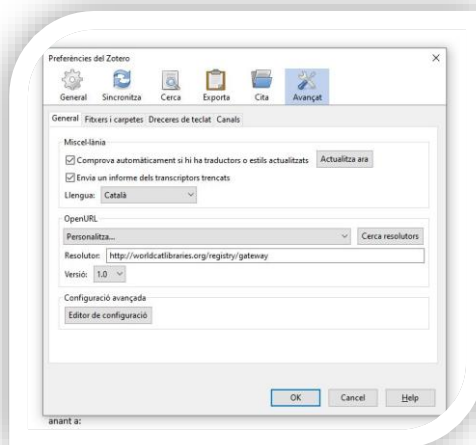 Preferències del Zotero
General Sincronitza Cerca Exporta Cita Avançat
General Fitxers i carpetes Dreceres de teclat Canals
Miscel·lània
Comprova automàticament si hi ha traductors o estils actualitzats Actualitza ara
Envia un informe dels transcriptors trencats
Llengua: Català
OpenURL
Personalitza... Cerca resolutors
Resolutor: http://worldcatlibraries.org/registry/gateway
Versió: 1.0
Configuració avançada
Editor de configuració
OK Cancel Help
anant a: